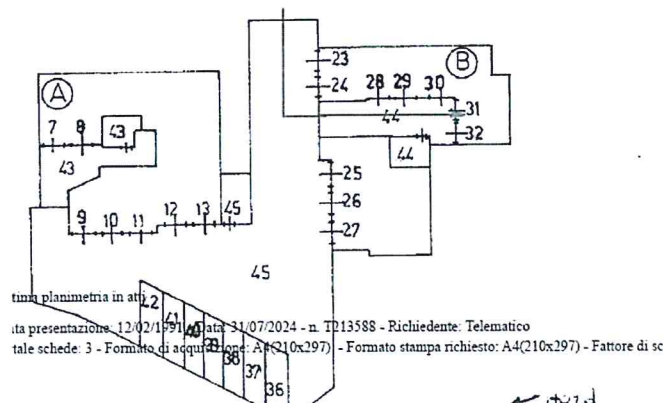 23
B
24
28 29 30
A
31
44
7 8 43
32
44
43
25
26
9 10 11 12 13 45
27
45
tima planimetria in atti
42
41
ata presentazione: 12/02/1991 - Data: 31/07/2024 - n. T213588 - Richiedente: Telematico
40
tale schede: 3 - Formato di acquisizione: A4(210x297) - Formato stampa richiesto: A4(210x297) - Fattore di sc
39
38
37
36